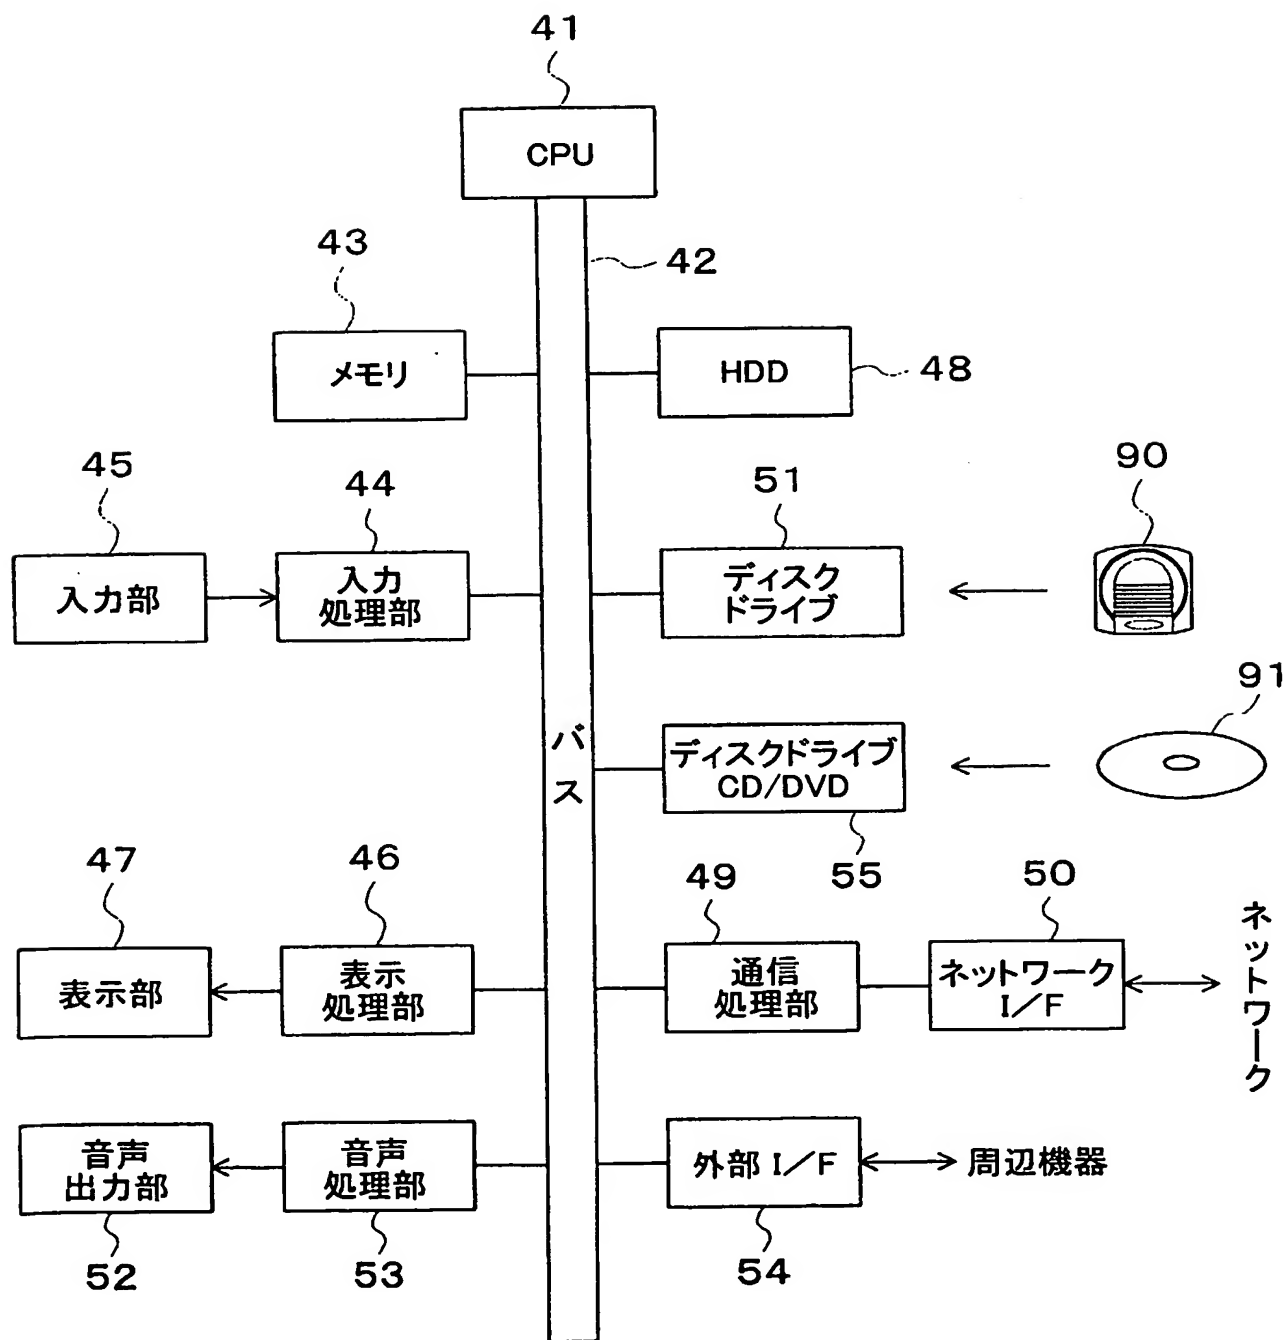 41
CPU
43
42
メモリ
HDD
48
45
44
51
90
入力部
入力
処理部
ディスク
ドライブ
91
バス
ディスクドライブ
CD/DVD
55
47
46
49
50
表示部
表示
処理部
通信
処理部
ネットワーク
I/F
ネットワーク
音声
出力部
音声
処理部
外部 I/F
周辺機器
52
53
54